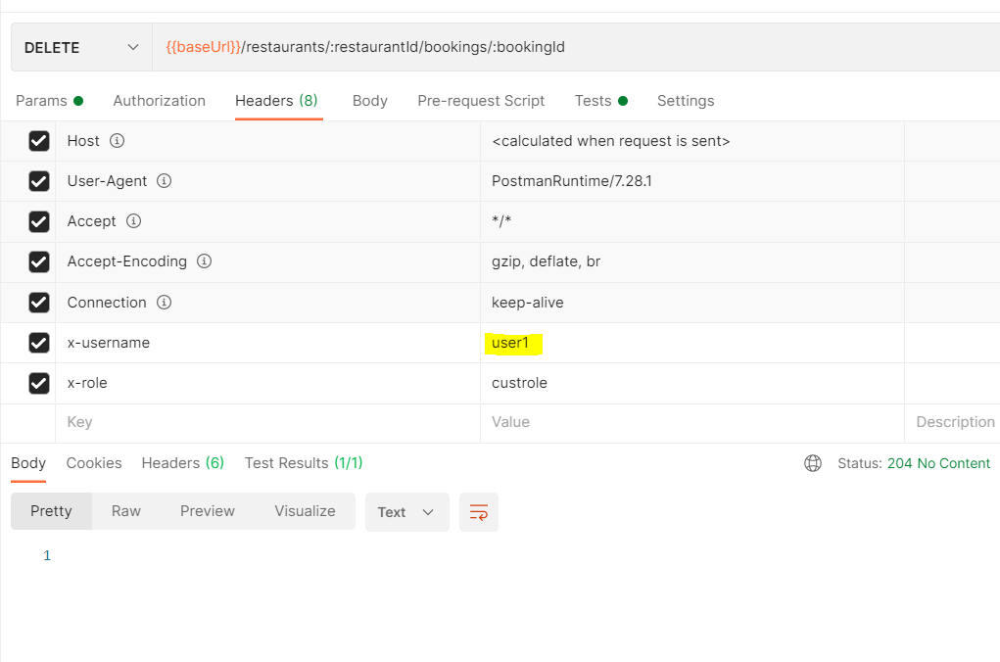 DELETE {{baseUrl}}/restaurants/:restaurantId/bookings/:bookingId
Params Authorization Headers (8) Body Pre-request Script Tests Settings
Host <calculated when request is sent>
User-Agent PostmanRuntime/7.28.1
Accept */*
Accept-Encoding gzip, deflate, br
Connection keep-alive
x-username user1
x-role custrole
Key Value Description
Body Cookies Headers (6) Test Results (1/1) Status: 204 No Content
Pretty Raw Preview Visualize Text
1